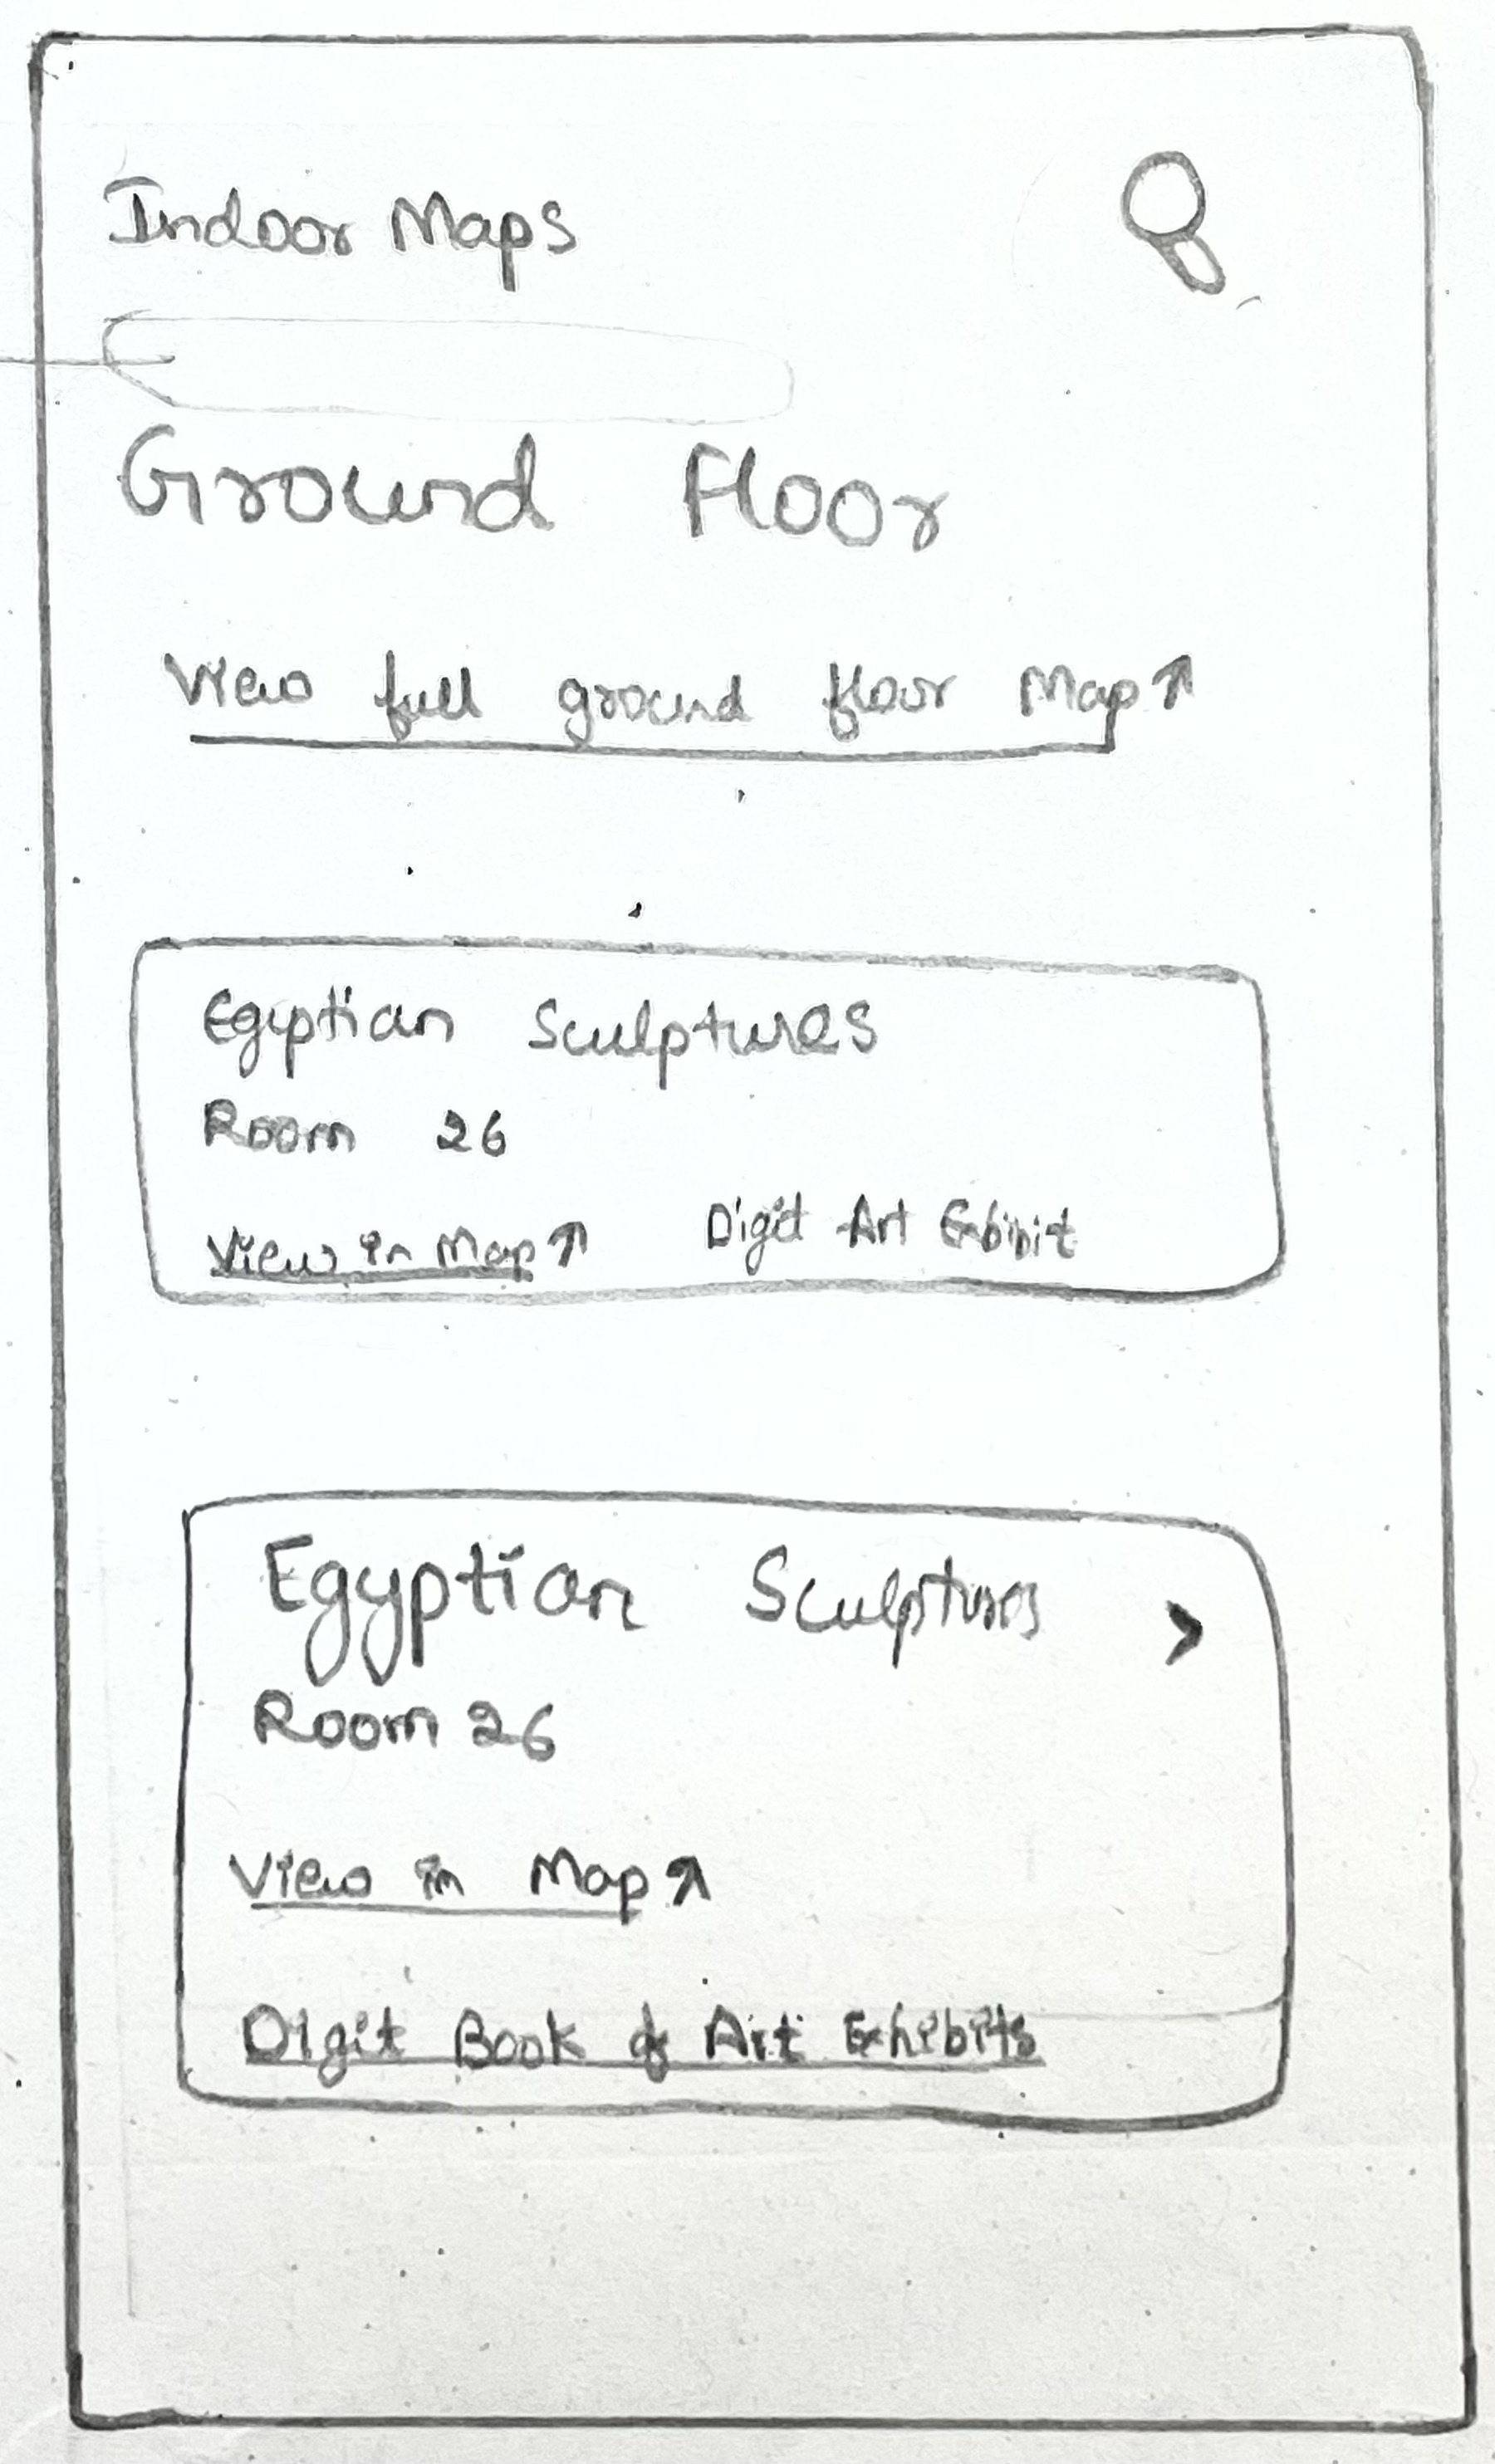 Indoor Maps
Ground Floor
View full ground floor Map↗
Egyptian Sculptures
Room 26
View in Map↗ Digit Art Exhibit
Egyptian Sculptures >
Room 26
View in Map↗
Digit Book of Art Exhibits